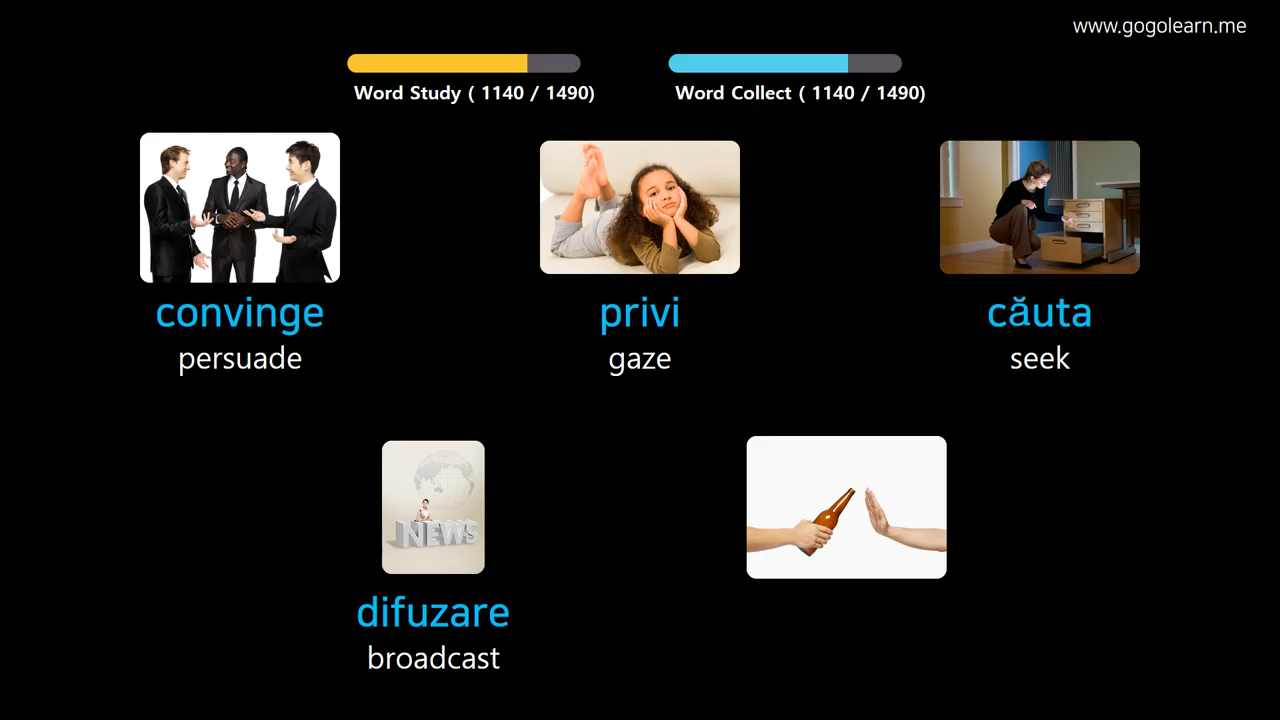 www.gogolearn.me
Word Study ( 1140 / 1490)
Word Collect ( 1140 / 1490)
convinge
persuade
privi
gaze
căuta
seek
NEWS
difuzare
broadcast